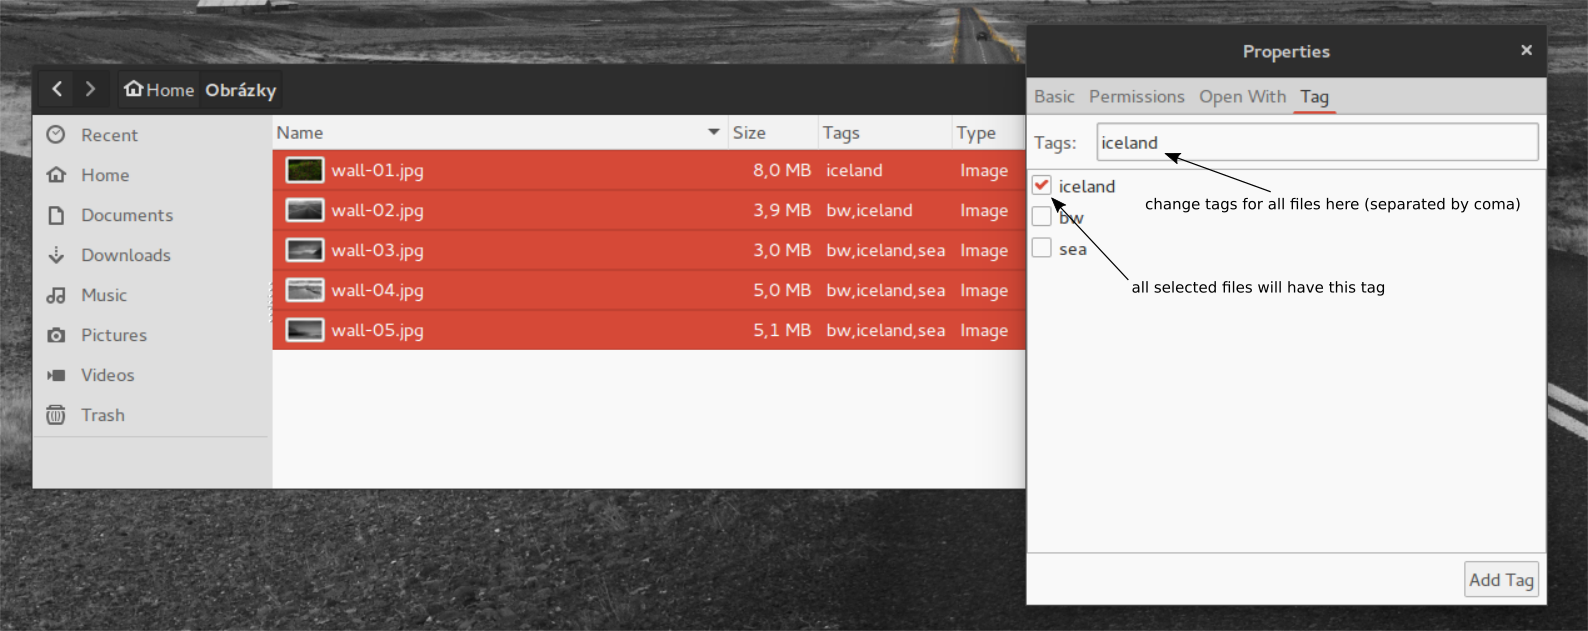 Home Obrázky
Recent
Home
Documents
Downloads
Music
Pictures
Videos
Trash
Name Size Tags Type
wall-01.jpg 8,0 MB iceland Image
wall-02.jpg 3,9 MB bw,iceland Image
wall-03.jpg 3,0 MB bw,iceland,sea Image
wall-04.jpg 5,0 MB bw,iceland,sea Image
wall-05.jpg 5,1 MB bw,iceland,sea Image
Properties
Basic Permissions Open With Tag
Tags: iceland
iceland
change tags for all files here (separated by coma)
bw
sea
all selected files will have this tag
Add Tag